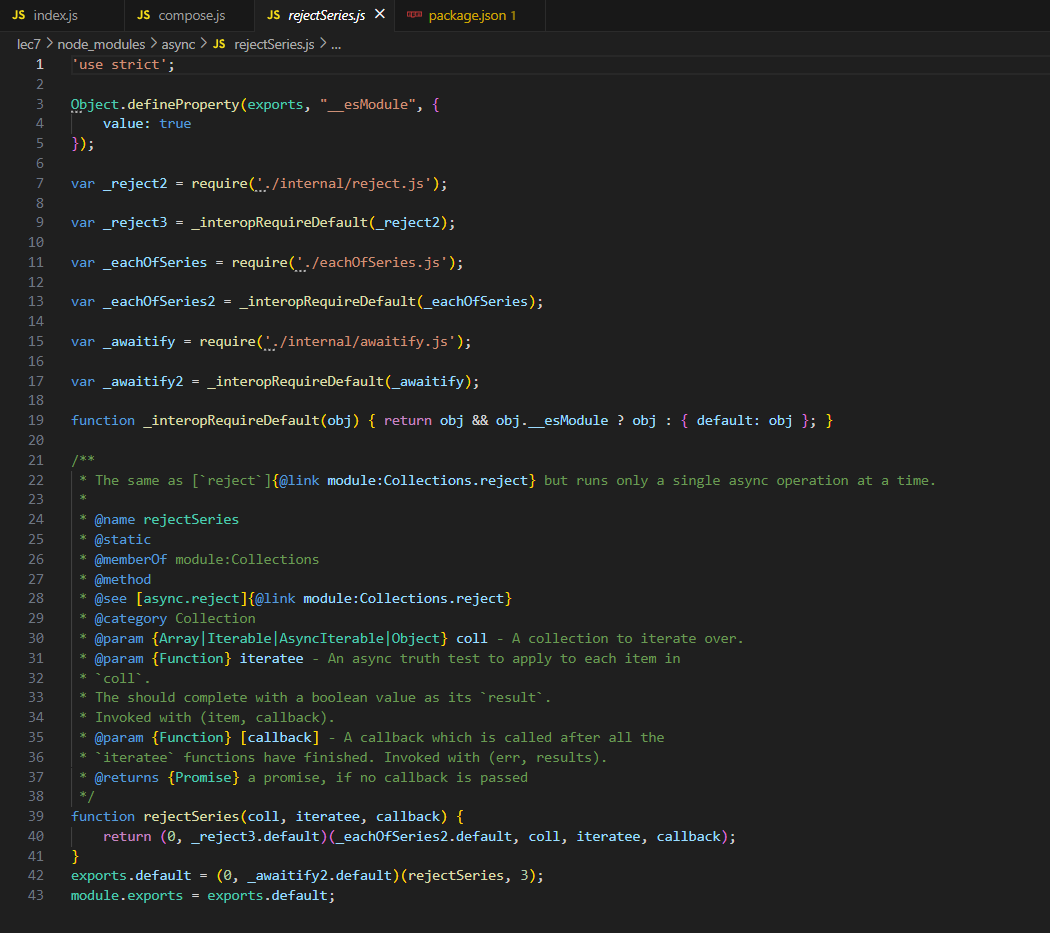 JS index.js JS compose.js JS rejectSeries.js × npm package.json 1
lec7 > node_modules > async > JS rejectSeries.js > ...
1 'use strict';
2
3 Object.defineProperty(exports, "__esModule", {
4     value: true
5 });
6
7 var _reject2 = require('./internal/reject.js');
8
9 var _reject3 = _interopRequireDefault(_reject2);
10
11 var _eachOfSeries = require('./eachOfSeries.js');
12
13 var _eachOfSeries2 = _interopRequireDefault(_eachOfSeries);
14
15 var _awaitify = require('./internal/awaitify.js');
16
17 var _awaitify2 = _interopRequireDefault(_awaitify);
18
19 function _interopRequireDefault(obj) { return obj && obj.__esModule ? obj : { default: obj }; }
20
21 /**
22  * The same as [`reject`]{@link module:Collections.reject} but runs only a single async operation at a time.
23  *
24  * @name rejectSeries
25  * @static
26  * @memberOf module:Collections
27  * @method
28  * @see [async.reject]{@link module:Collections.reject}
29  * @category Collection
30  * @param {Array|Iterable|AsyncIterable|Object} coll - A collection to iterate over.
31  * @param {Function} iteratee - An async truth test to apply to each item in
32  * `coll`.
33  * The should complete with a boolean value as its `result`.
34  * Invoked with (item, callback).
35  * @param {Function} [callback] - A callback which is called after all the
36  * `iteratee` functions have finished. Invoked with (err, results).
37  * @returns {Promise} a promise, if no callback is passed
38  */
39 function rejectSeries(coll, iteratee, callback) {
40     return (0, _reject3.default)(_eachOfSeries2.default, coll, iteratee, callback);
41 }
42 exports.default = (0, _awaitify2.default)(rejectSeries, 3);
43 module.exports = exports.default;